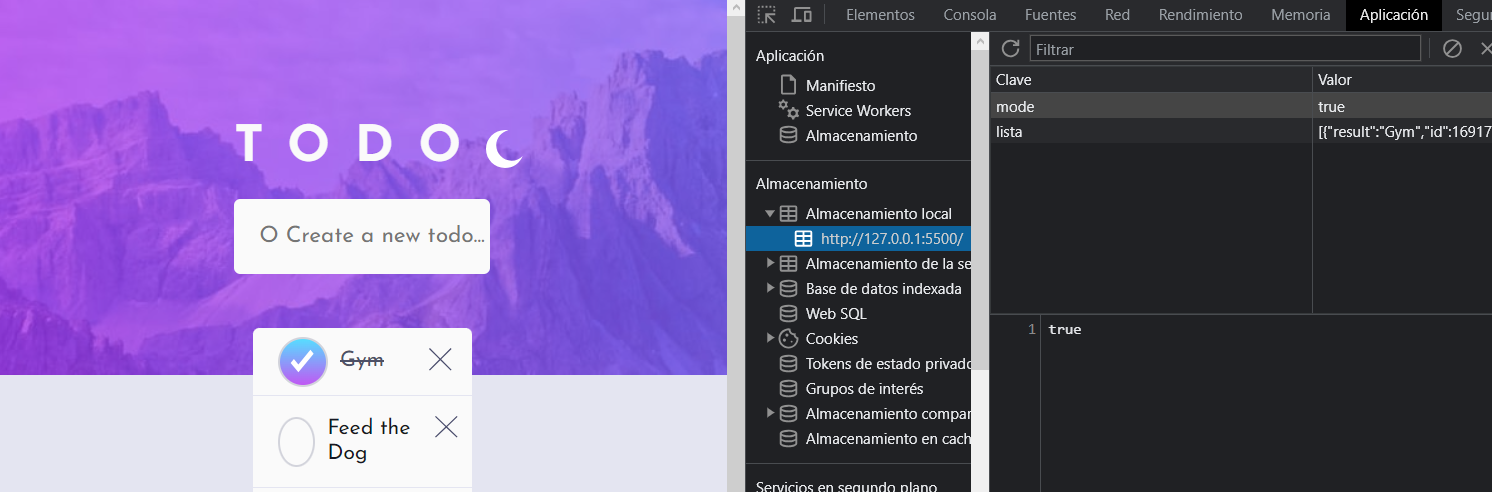 T O D O
O Create a new todo...
Gym
Feed the
Dog
Elementos Consola Fuentes Red Rendimiento Memoria Aplicación Segu
Aplicación
Manifiesto
Service Workers
Almacenamiento
Almacenamiento
Almacenamiento local
http://127.0.0.1:5500/
Almacenamiento de la se
Base de datos indexada
Web SQL
Cookies
Tokens de estado privado
Grupos de interés
Almacenamiento compar
Almacenamiento en cach
Servicios en segundo plano
Filtrar
Clave Valor
mode true
lista [{"result":"Gym","id":16917
1 true